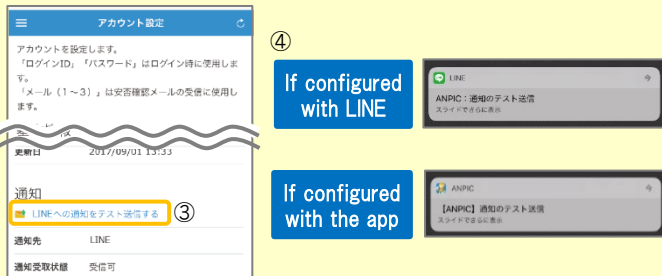 アカウント設定
アカウントを設定します。
「ログインID」「パスワード」はログイン時に使用しま
す。
「メール（1～3）」は安否確認メールの受信に使用し
ます。
更新日 2017/09/01 13:33
通知
LINEへの通知をテスト送信する ③
通知先 LINE
通知受取状態 受信可
④
If configured
with LINE
LINE 今
ANPIC：通知のテスト送信
スライドでさらに表示
If configured
with the app
ANPIC 今
【ANPIC】通知のテスト送信
スライドでさらに表示